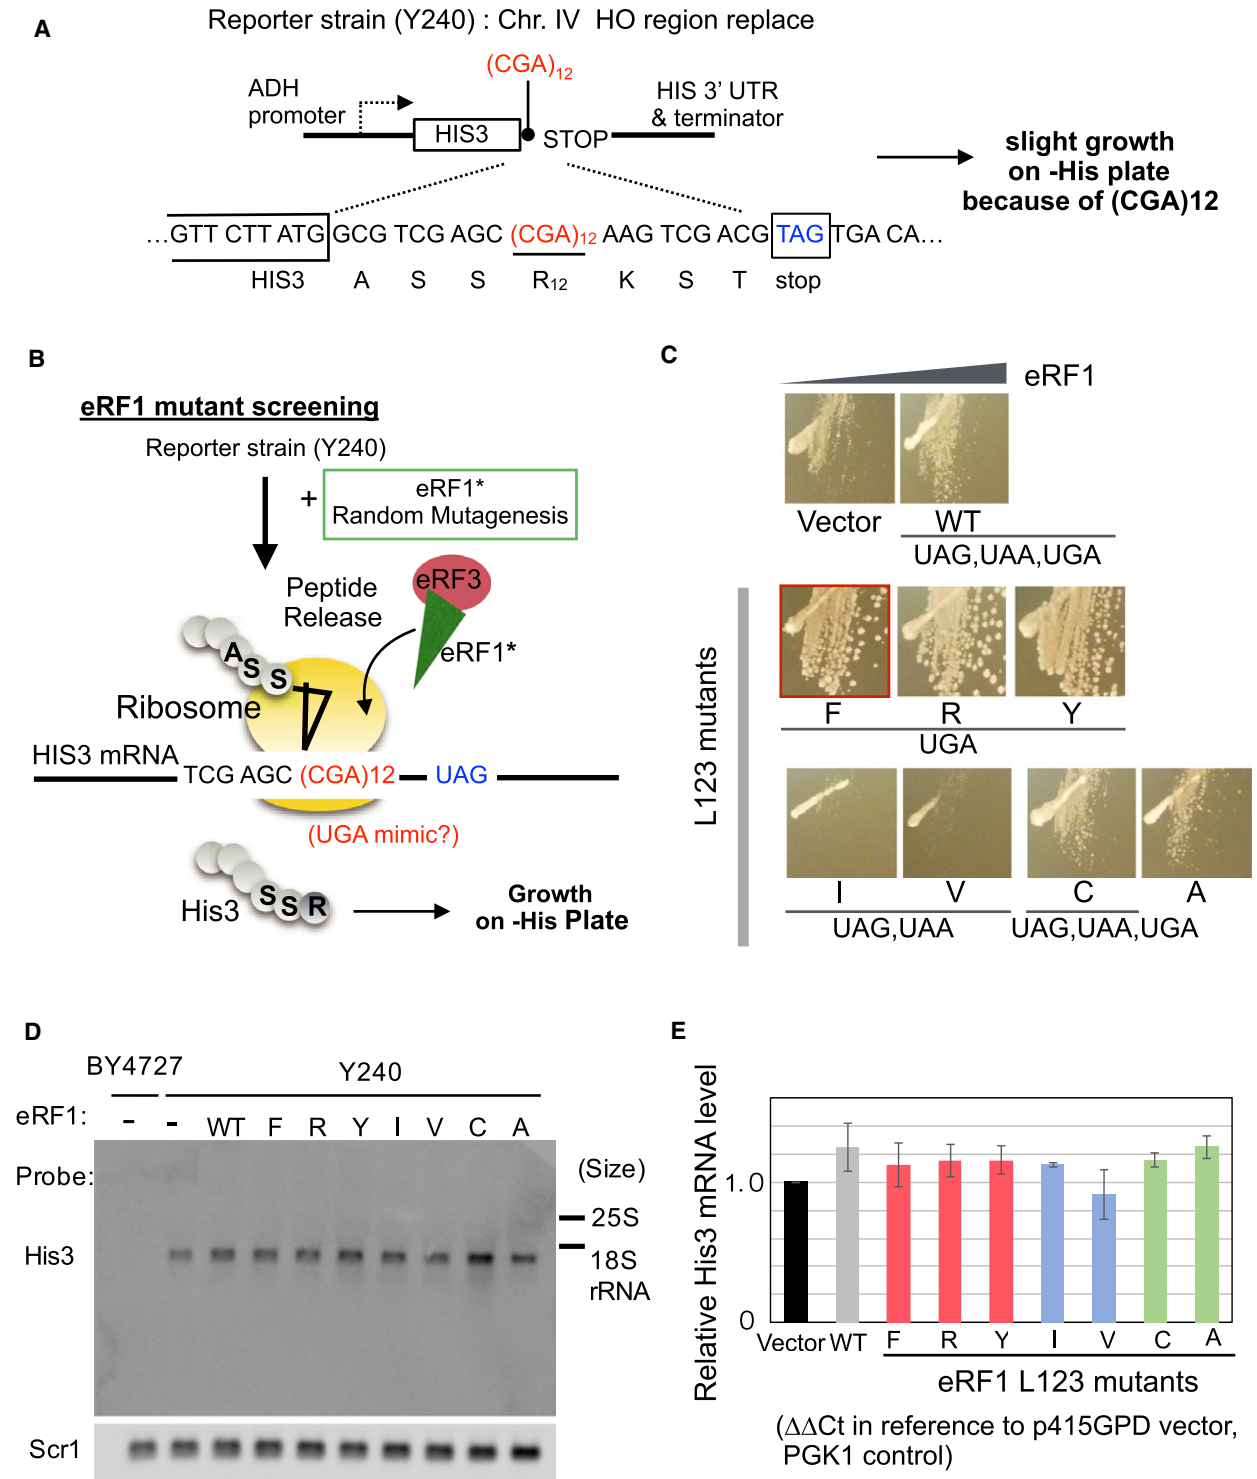 A
Reporter strain (Y240) : Chr. IV HO region replace
(CGA)12
ADH
promoter
HIS3
STOP
HIS 3’ UTR
& terminator
slight growth
on -His plate
because of (CGA)12
...GTT CTT ATG GCG TCG AGC (CGA)12 AAG TCG ACG TAG TGA CA...
HIS3 A S S R12 K S T stop
B
eRF1 mutant screening
Reporter strain (Y240)
+
eRF1*
Random Mutagenesis
Peptide
Release
eRF3
eRF1*
A
S
S
Ribosome
HIS3 mRNA
TCG AGC (CGA)12 UAG
(UGA mimic?)
His3
S
S
R
Growth
on -His Plate
C
eRF1
Vector WT
UAG,UAA,UGA
L123 mutants
F R Y
UGA
I V C A
UAG,UAA UAG,UAA,UGA
D
BY4727 Y240
eRF1: - - WT F R Y I V C A
Probe:
(Size)
25S
His3
18S
rRNA
Scr1
E
Relative His3 mRNA level
1.0
0
Vector WT F R Y I V C A
eRF1 L123 mutants
(ΔΔCt in reference to p415GPD vector,
PGK1 control)